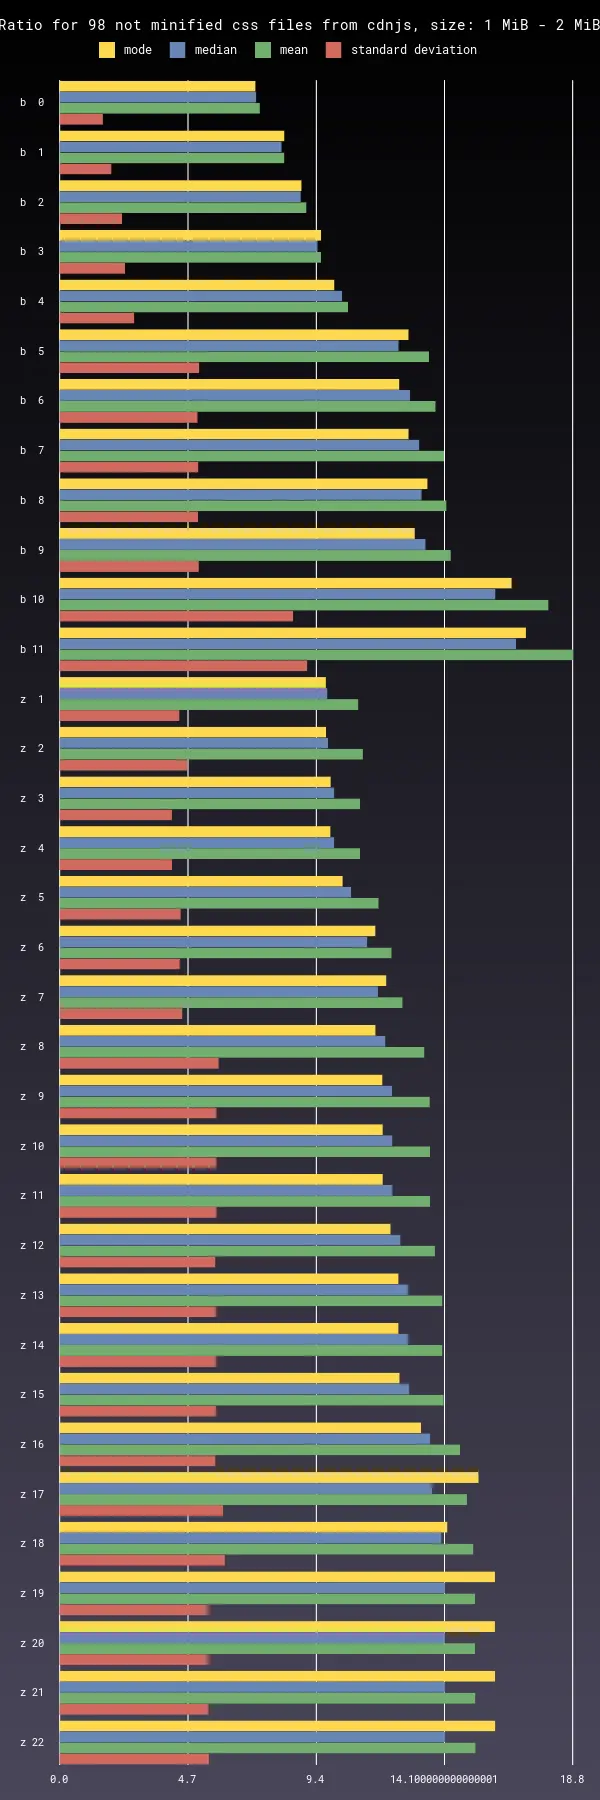 Ratio for 98 not minified css files from cdnjs, size: 1 MiB - 2 MiB
mode median mean standard deviation
b 0
b 1
b 2
b 3
b 4
b 5
b 6
b 7
b 8
b 9
b 10
b 11
z 1
z 2
z 3
z 4
z 5
z 6
z 7
z 8
z 9
z 10
z 11
z 12
z 13
z 14
z 15
z 16
z 17
z 18
z 19
z 20
z 21
z 22
0.0 4.7 9.4 14.100000000000001 18.8